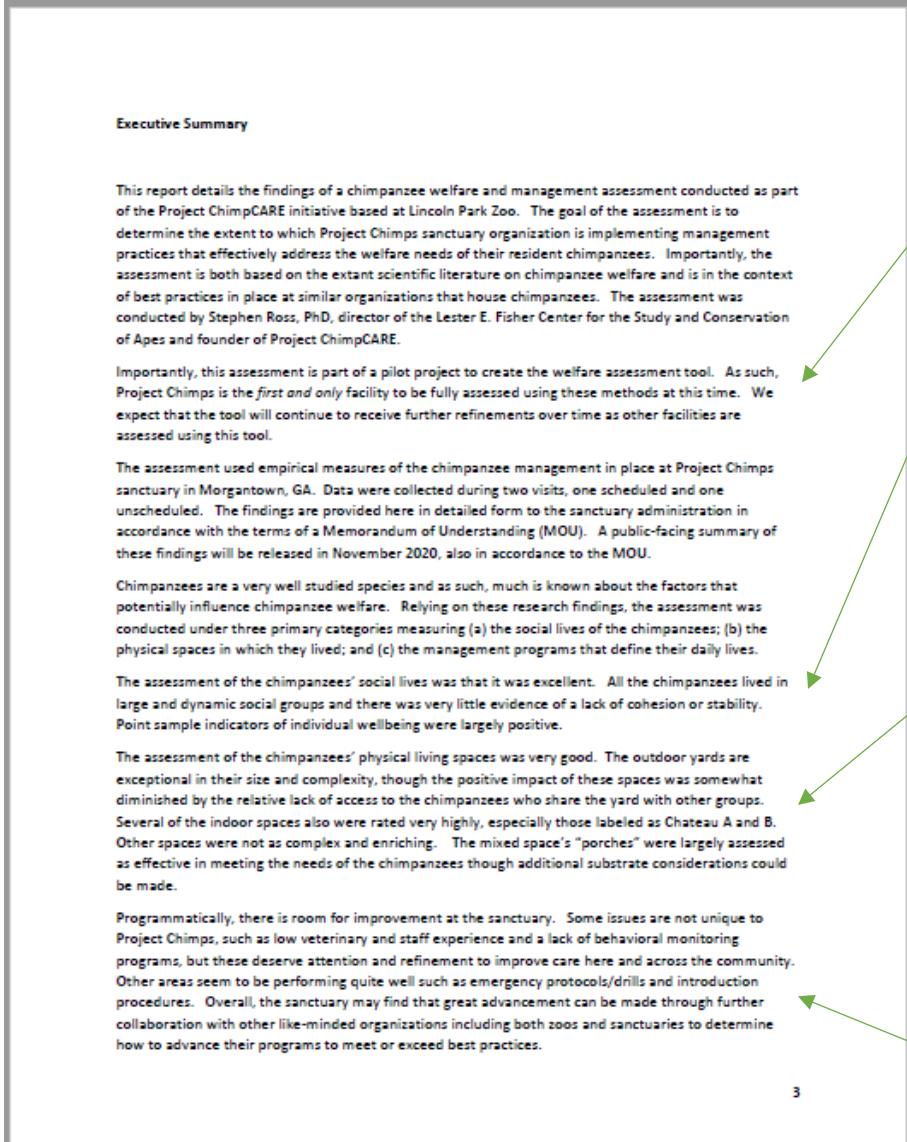 Executive Summary
This report details the findings of a chimpanzee welfare and management assessment conducted as part
of the Project ChimpCARE initiative based at Lincoln Park Zoo. The goal of the assessment is to
determine the extent to which Project Chimps sanctuary organization is implementing management
practices that effectively address the welfare needs of their resident chimpanzees. Importantly, the
assessment is both based on the extant scientific literature on chimpanzee welfare and is in the context
of best practices in place at similar organizations that house chimpanzees. The assessment was
conducted by Stephen Ross, PhD, director of the Lester E. Fisher Center for the Study and Conservation
of Apes and founder of Project ChimpCARE.
Importantly, this assessment is part of a pilot project to create the welfare assessment tool. As such,
Project Chimps is the first and only facility to be fully assessed using these methods at this time. We
expect that the tool will continue to receive further refinements over time as other facilities are
assessed using this tool.
The assessment used empirical measures of the chimpanzee management in place at Project Chimps
sanctuary in Morgantown, GA. Data were collected during two visits, one scheduled and one
unscheduled. The findings are provided here in detailed form to the sanctuary administration in
accordance with the terms of a Memorandum of Understanding (MOU). A public-facing summary of
these findings will be released in November 2020, also in accordance to the MOU.
Chimpanzees are a very well studied species and as such, much is known about the factors that
potentially influence chimpanzee welfare. Relying on these research findings, the assessment was
conducted under three primary categories measuring (a) the social lives of the chimpanzees; (b) the
physical spaces in which they lived; and (c) the management programs that define their daily lives.
The assessment of the chimpanzees' social lives was that it was excellent. All the chimpanzees lived in
large and dynamic social groups and there was very little evidence of a lack of cohesion or stability.
Point sample indicators of individual wellbeing were largely positive.
The assessment of the chimpanzees' physical living spaces was very good. The outdoor yards are
exceptional in their size and complexity, though the positive impact of these spaces was somewhat
diminished by the relative lack of access to the chimpanzees who share the yard with other groups.
Several of the indoor spaces also were rated very highly, especially those labeled as Chateau A and B.
Other spaces were not as complex and enriching. The mixed space's "porches" were largely assessed
as effective in meeting the needs of the chimpanzees though additional substrate considerations could
be made.
Programmatically, there is room for improvement at the sanctuary. Some issues are not unique to
Project Chimps, such as low veterinary and staff experience and a lack of behavioral monitoring
programs, but these deserve attention and refinement to improve care here and across the community.
Other areas seem to be performing quite well such as emergency protocols/drills and introduction
procedures. Overall, the sanctuary may find that great advancement can be made through further
collaboration with other like-minded organizations including both zoos and sanctuaries to determine
how to advance their programs to meet or exceed best practices.
3